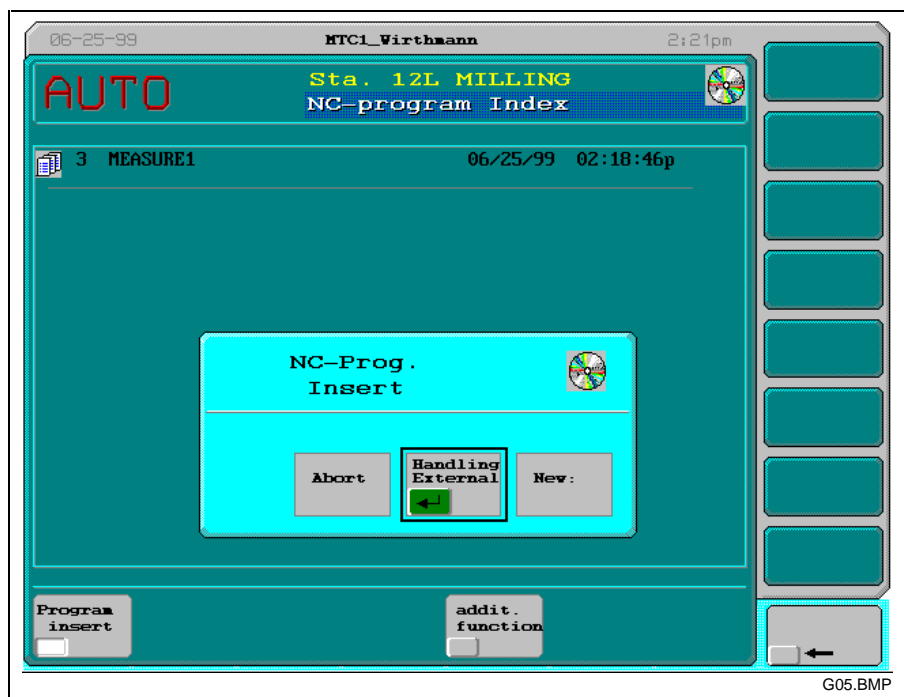 06-25-99 MTC1_Wirthmann 2:21pm
AUTO
Sta. 12L MILLING
NC-program Index
3 MEASURE1 06/25/99 02:18:46p
NC-Prog.
Insert
Abort
Handling
External
New:
Program
insert
addit.
function
G05.BMP